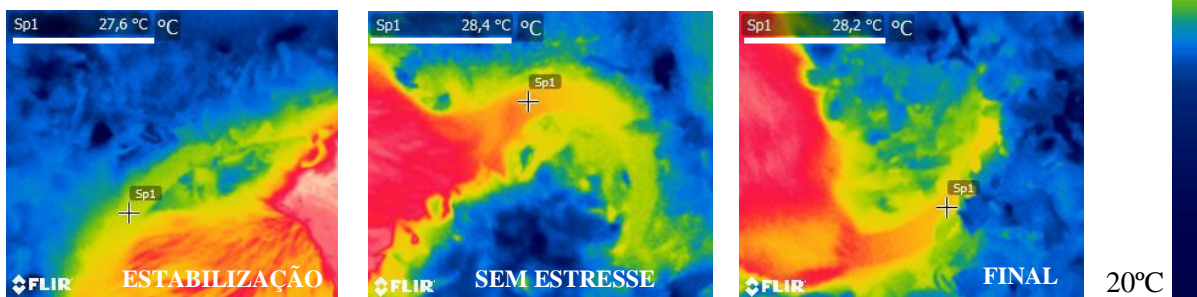 Sp1 27,6 °C °C
Sp1
FLIR ESTABILIZAÇÃO
Sp1 28,4 °C °C
Sp1
FLIR SEM ESTRESSE
Sp1 28,2 °C °C
Sp1
FLIR FINAL
20ºC